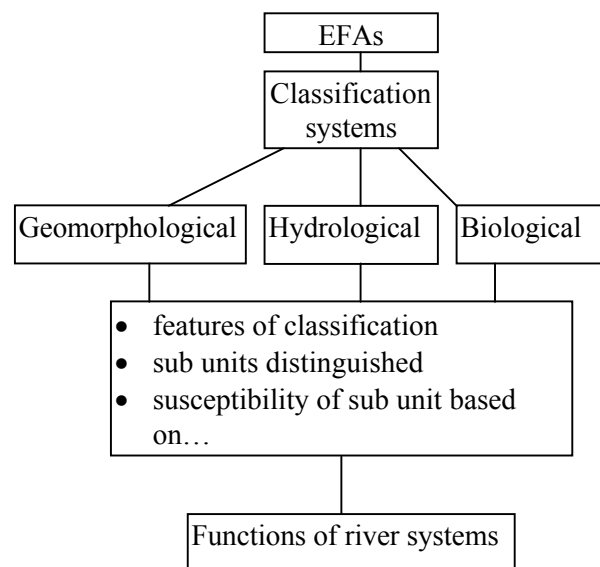 EFAs
Classification
systems
Geomorphological
Hydrological
Biological
• features of classification
• sub units distinguished
• susceptibility of sub unit based
on…
Functions of river systems